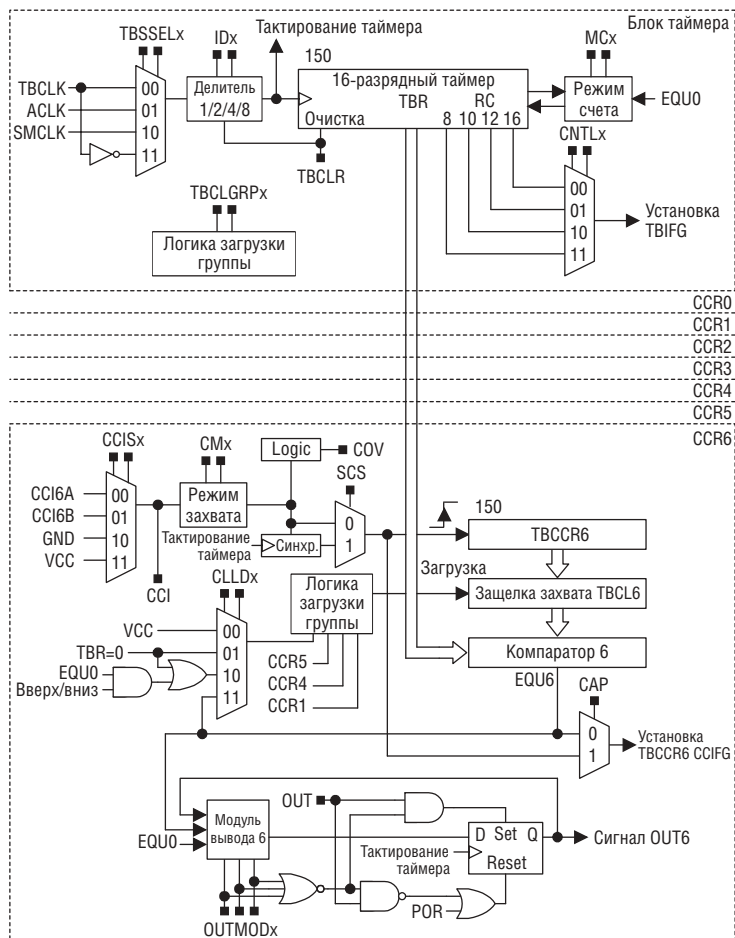 Блок таймера
TBSSELx
IDx
Тактирование таймера
MCx
150
TBCLK
ACLK
SMCLK
00
01
10
11
Делитель
1/2/4/8
16-разрядный таймер
TBR
RC
8 10 12 16
Очистка
Режим
счета
EQU0
TBCLR
CNTLx
00
01
10
11
Установка
TBIFG
TBCLGRPx
Логика загрузки
группы
CCR0
CCR1
CCR2
CCR3
CCR4
CCR5
CCR6
CCISx
CMx
Logic
COV
SCS
CCI6A
CCI6B
GND
VCC
00
01
10
11
Режим
захвата
Тактирование
таймера
Синхр.
0
1
150
TBCCR6
CCI
CLLDx
Логика
загрузки
группы
Загрузка
Защелка захвата TBCL6
VCC
TBR=0
EQU0
Вверх/вниз
00
01
10
11
CCR5
CCR4
CCR1
Компаратор 6
EQU6
CAP
0
1
Установка
TBCCR6 CCIFG
OUT
EQU0
Модуль
вывода 6
D Set Q
Reset
Сигнал OUT6
Тактирование
таймера
POR
OUTMODx